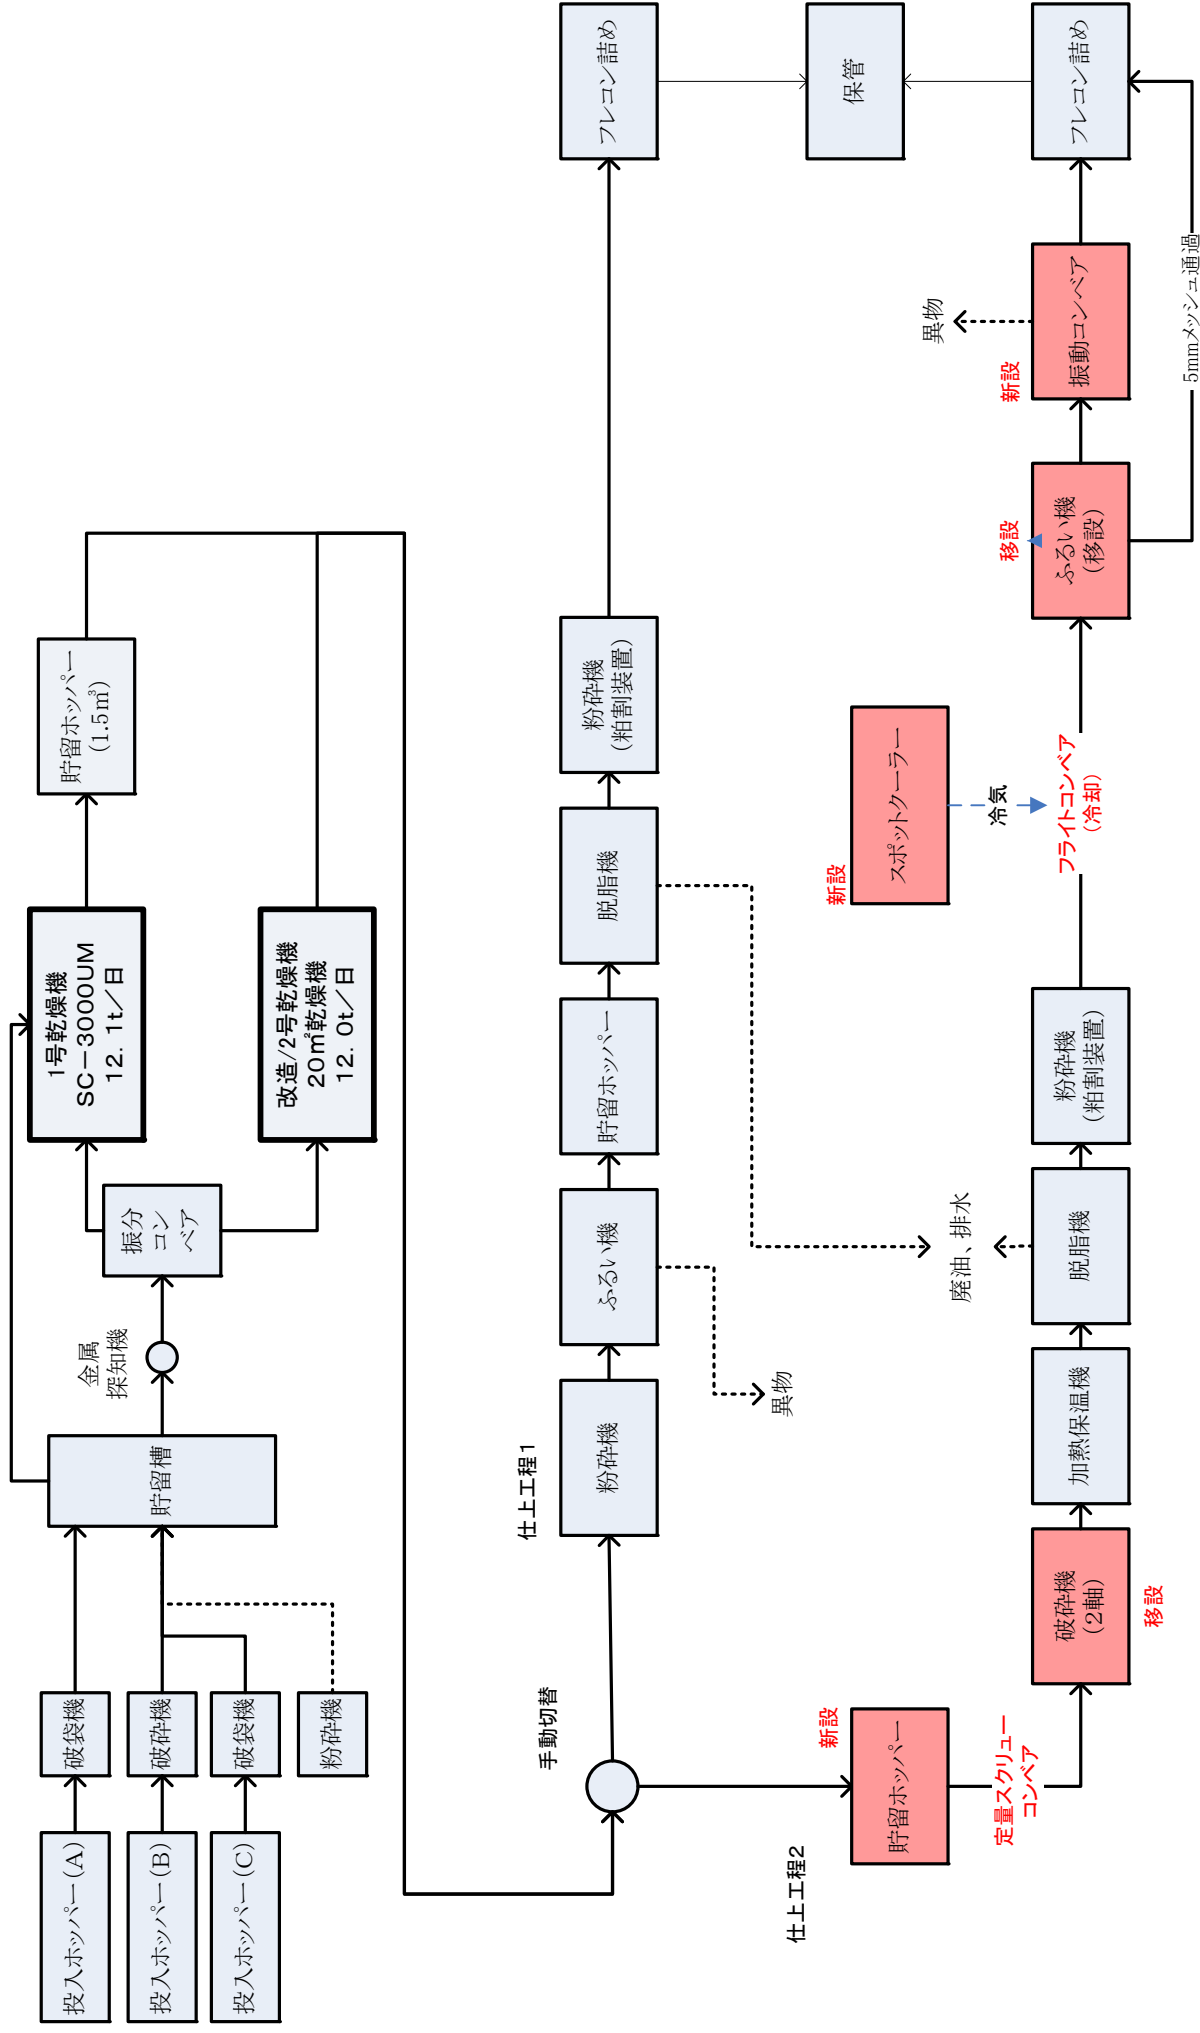 投入ホッパー(A)
破袋機
投入ホッパー(B)
破砕機
投入ホッパー(C)
破袋機
粉砕機
貯留槽
金属
探知機
振分
コン
ベア
1号乾燥機
SC－3000UM
12．1t／日
改造/2号乾燥機
20㎡乾燥機
12．0t／日
貯留ホッパー
(1.5㎥)
手動切替
仕上工程1
粉砕機
ふるい機
異物
貯留ホッパー
脱脂機
粉砕機
(粕割装置)
フレコン詰め
保管
仕上工程2
新設
貯留ホッパー
定量スクリュー
コンベア
破砕機
(2軸)
移設
加熱保温機
脱脂機
廃油、排水
粉砕機
(粕割装置)
新設
スポットクーラー
冷気
フライトコンベア
(冷却)
移設
ふるい機
(移設)
新設
振動コンベア
異物
5mmメッシュ通過
フレコン詰め